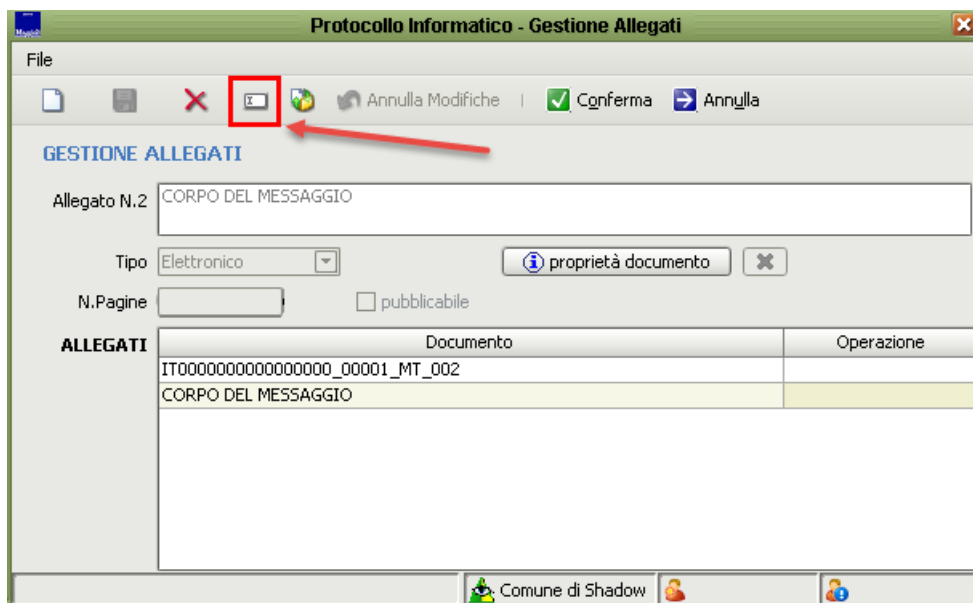 Protocollo Informatico - Gestione Allegati
File
Annulla Modifiche Conferma Annulla
GESTIONE ALLEGATI
Allegato N.2 CORPO DEL MESSAGGIO
Tipo Elettronico proprietà documento
N.Pagine pubblicabile
ALLEGATI Documento Operazione
IT0000000000000000_00001_MT_002
CORPO DEL MESSAGGIO
Comune di Shadow